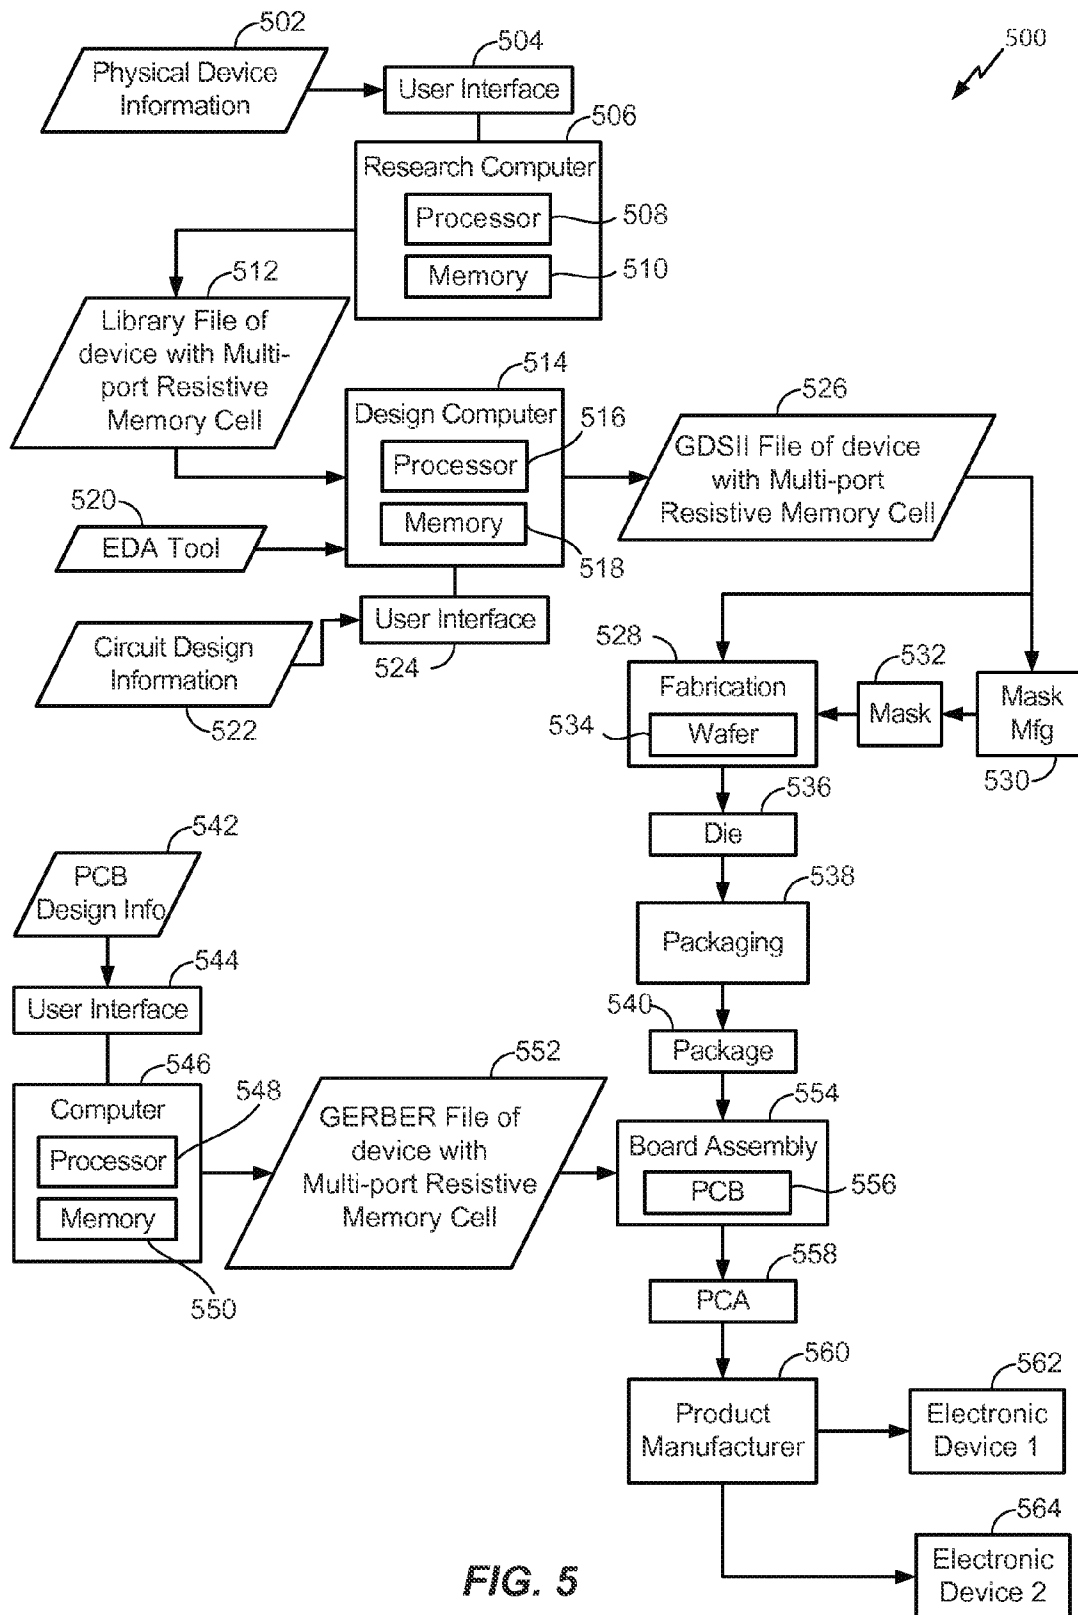 502
504
500
Physical Device
Information
User Interface
506
Research Computer
Processor
508
Memory
510
512
Library File of
device with Multi-
port Resistive
Memory Cell
514
Design Computer
516
Processor
Memory
518
526
GDSII File of device
with Multi-port
Resistive Memory Cell
520
EDA Tool
User Interface
524
Circuit Design
Information
522
528
Fabrication
534
Wafer
532
Mask
Mask
Mfg
530
536
Die
538
Packaging
540
Package
542
PCB
Design Info
544
User Interface
546
Computer
548
Processor
Memory
550
552
GERBER File of
device with
Multi-port Resistive
Memory Cell
554
Board Assembly
PCB
556
558
PCA
560
Product
Manufacturer
562
Electronic
Device 1
564
Electronic
Device 2
FIG. 5